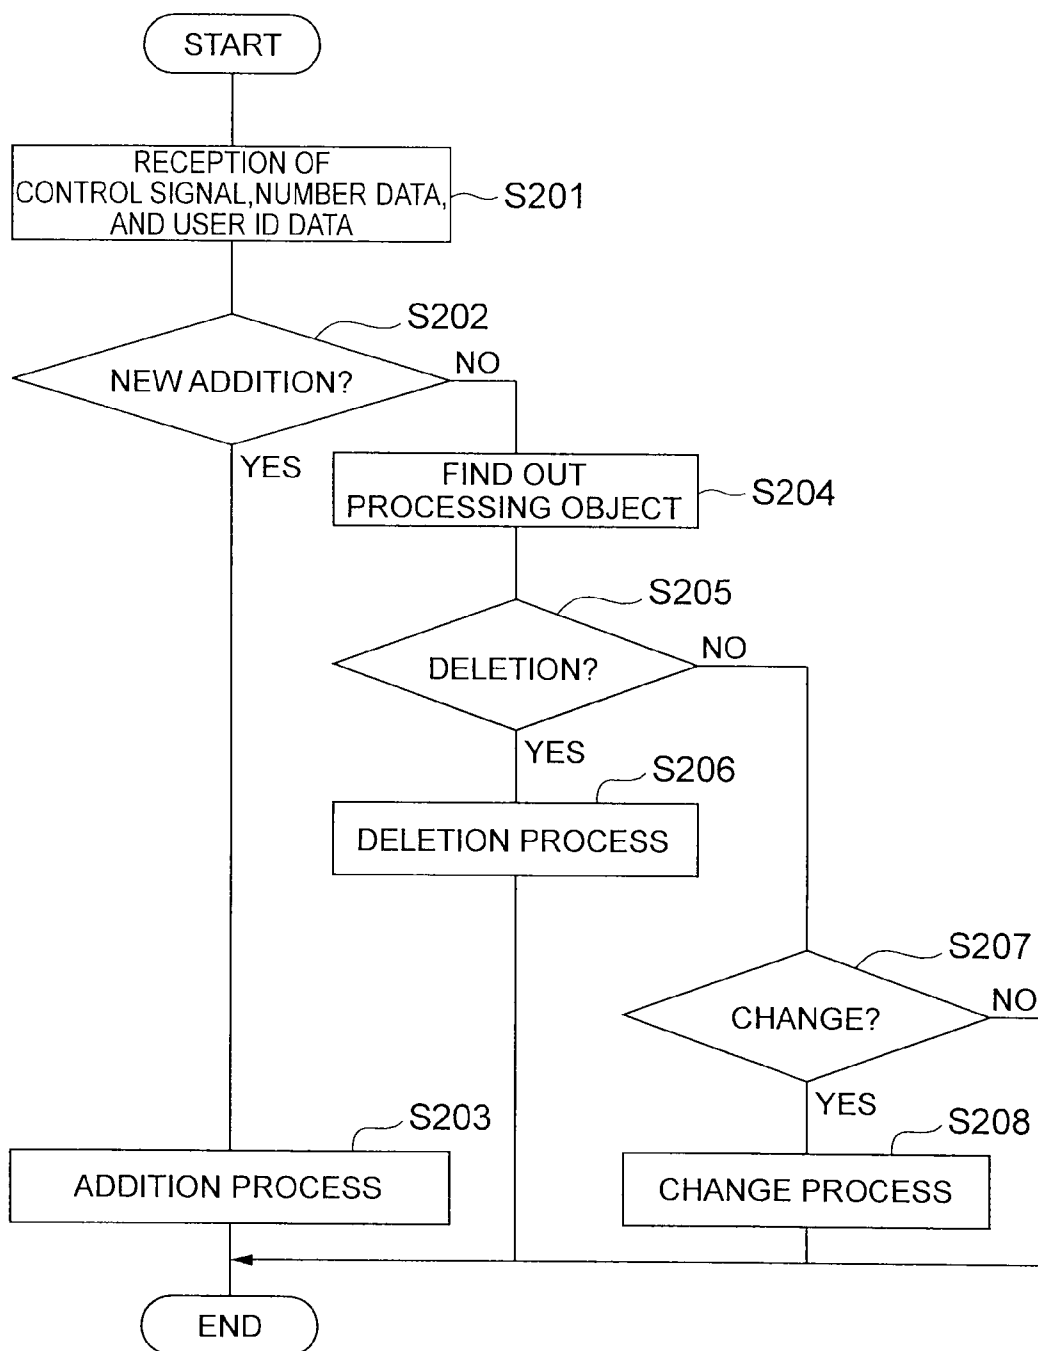 START
RECEPTION OF
CONTROL SIGNAL,NUMBER DATA,
AND USER ID DATA
S201
S202
NEW ADDITION?
NO
YES
FIND OUT
PROCESSING OBJECT
S204
S205
DELETION?
NO
YES
S206
DELETION PROCESS
S207
CHANGE?
NO
YES
S203
ADDITION PROCESS
S208
CHANGE PROCESS
END